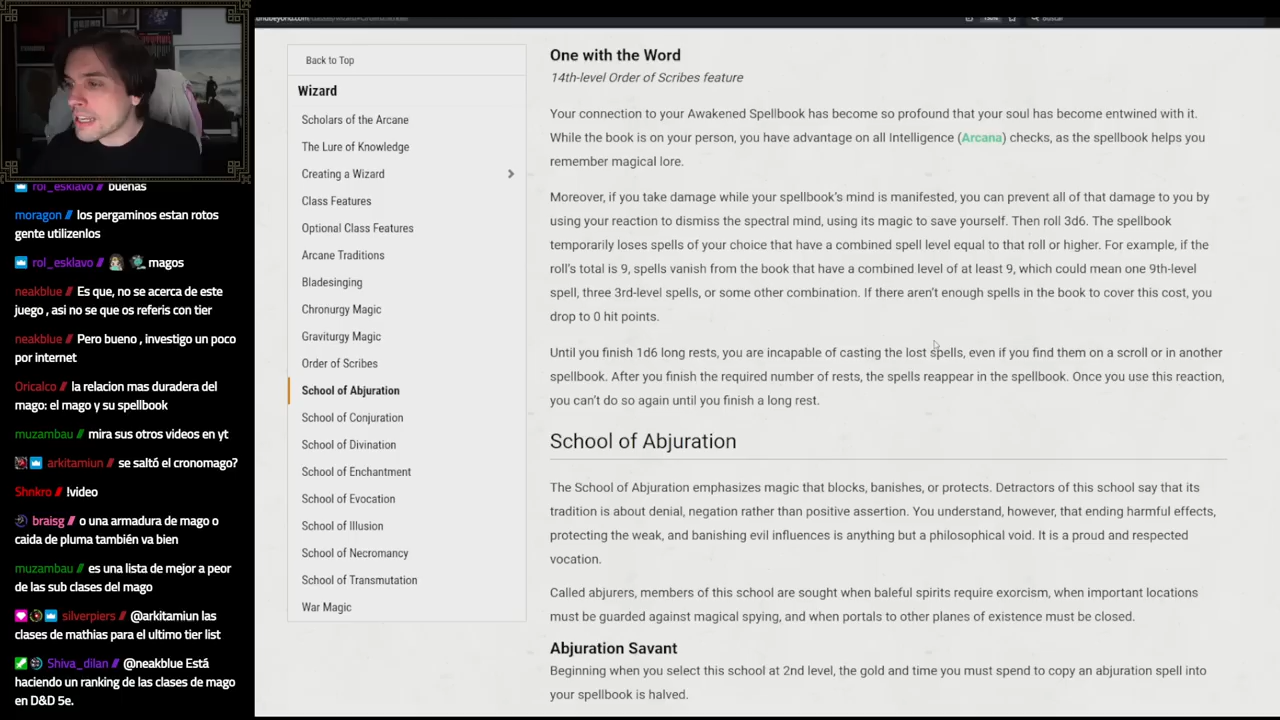 rol_esklavo // buenas
moragon // los pergaminos estan rotos
gente utilizenlos
rol_esklavo // magos
neakblue // Es que, no se acerca de este
juego , asi no se que os referis con tier
neakblue // Pero bueno , investigo un poco
por internet
Oricalco // la relacion mas duradera del
mago: el mago y su spellbook
muzambau // mira sus otros videos en yt
arkitamiun // se saltó el cronomago?
Shnkro // !video
braisg // o una armadura de mago o
caida de pluma también va bien
muzambau // es una lista de mejor a peor
de las sub clases del mago
silverpiers // @arkitamiun las
clases de mathias para el ultimo tier list
Shiva_dilan // @neakblue Está
haciendo un ranking de las clases de mago
en D&D 5e.
Back to Top
Wizard
Scholars of the Arcane
The Lure of Knowledge
Creating a Wizard
Class Features
Optional Class Features
Arcane Traditions
Bladesinging
Chronurgy Magic
Graviturgy Magic
Order of Scribes
School of Abjuration
School of Conjuration
School of Divination
School of Enchantment
School of Evocation
School of Illusion
School of Necromancy
School of Transmutation
War Magic
One with the Word
14th-level Order of Scribes feature
Your connection to your Awakened Spellbook has become so profound that your soul has become entwined with it.
While the book is on your person, you have advantage on all Intelligence (Arcana) checks, as the spellbook helps you
remember magical lore.
Moreover, if you take damage while your spellbook's mind is manifested, you can prevent all of that damage to you by
using your reaction to dismiss the spectral mind, using its magic to save yourself. Then roll 3d6. The spellbook
temporarily loses spells of your choice that have a combined spell level equal to that roll or higher. For example, if the
roll's total is 9, spells vanish from the book that have a combined level of at least 9, which could mean one 9th-level
spell, three 3rd-level spells, or some other combination. If there aren't enough spells in the book to cover this cost, you
drop to 0 hit points.
Until you finish 1d6 long rests, you are incapable of casting the lost spells, even if you find them on a scroll or in another
spellbook. After you finish the required number of rests, the spells reappear in the spellbook. Once you use this reaction,
you can't do so again until you finish a long rest.
School of Abjuration
The School of Abjuration emphasizes magic that blocks, banishes, or protects. Detractors of this school say that its
tradition is about denial, negation rather than positive assertion. You understand, however, that ending harmful effects,
protecting the weak, and banishing evil influences is anything but a philosophical void. It is a proud and respected
vocation.
Called abjurers, members of this school are sought when baleful spirits require exorcism, when important locations
must be guarded against magical spying, and when portals to other planes of existence must be closed.
Abjuration Savant
Beginning when you select this school at 2nd level, the gold and time you must spend to copy an abjuration spell into
your spellbook is halved.